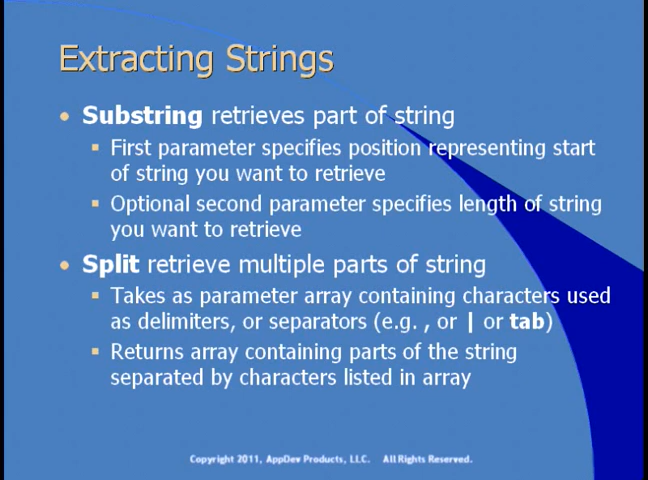 Extracting Strings
• Substring retrieves part of string
▪ First parameter specifies position representing start
of string you want to retrieve
▪ Optional second parameter specifies length of string
you want to retrieve
• Split retrieve multiple parts of string
▪ Takes as parameter array containing characters used
as delimiters, or separators (e.g. , or | or tab)
▪ Returns array containing parts of the string
separated by characters listed in array
Copyright 2011, AppDev Products, LLC. All Rights Reserved.